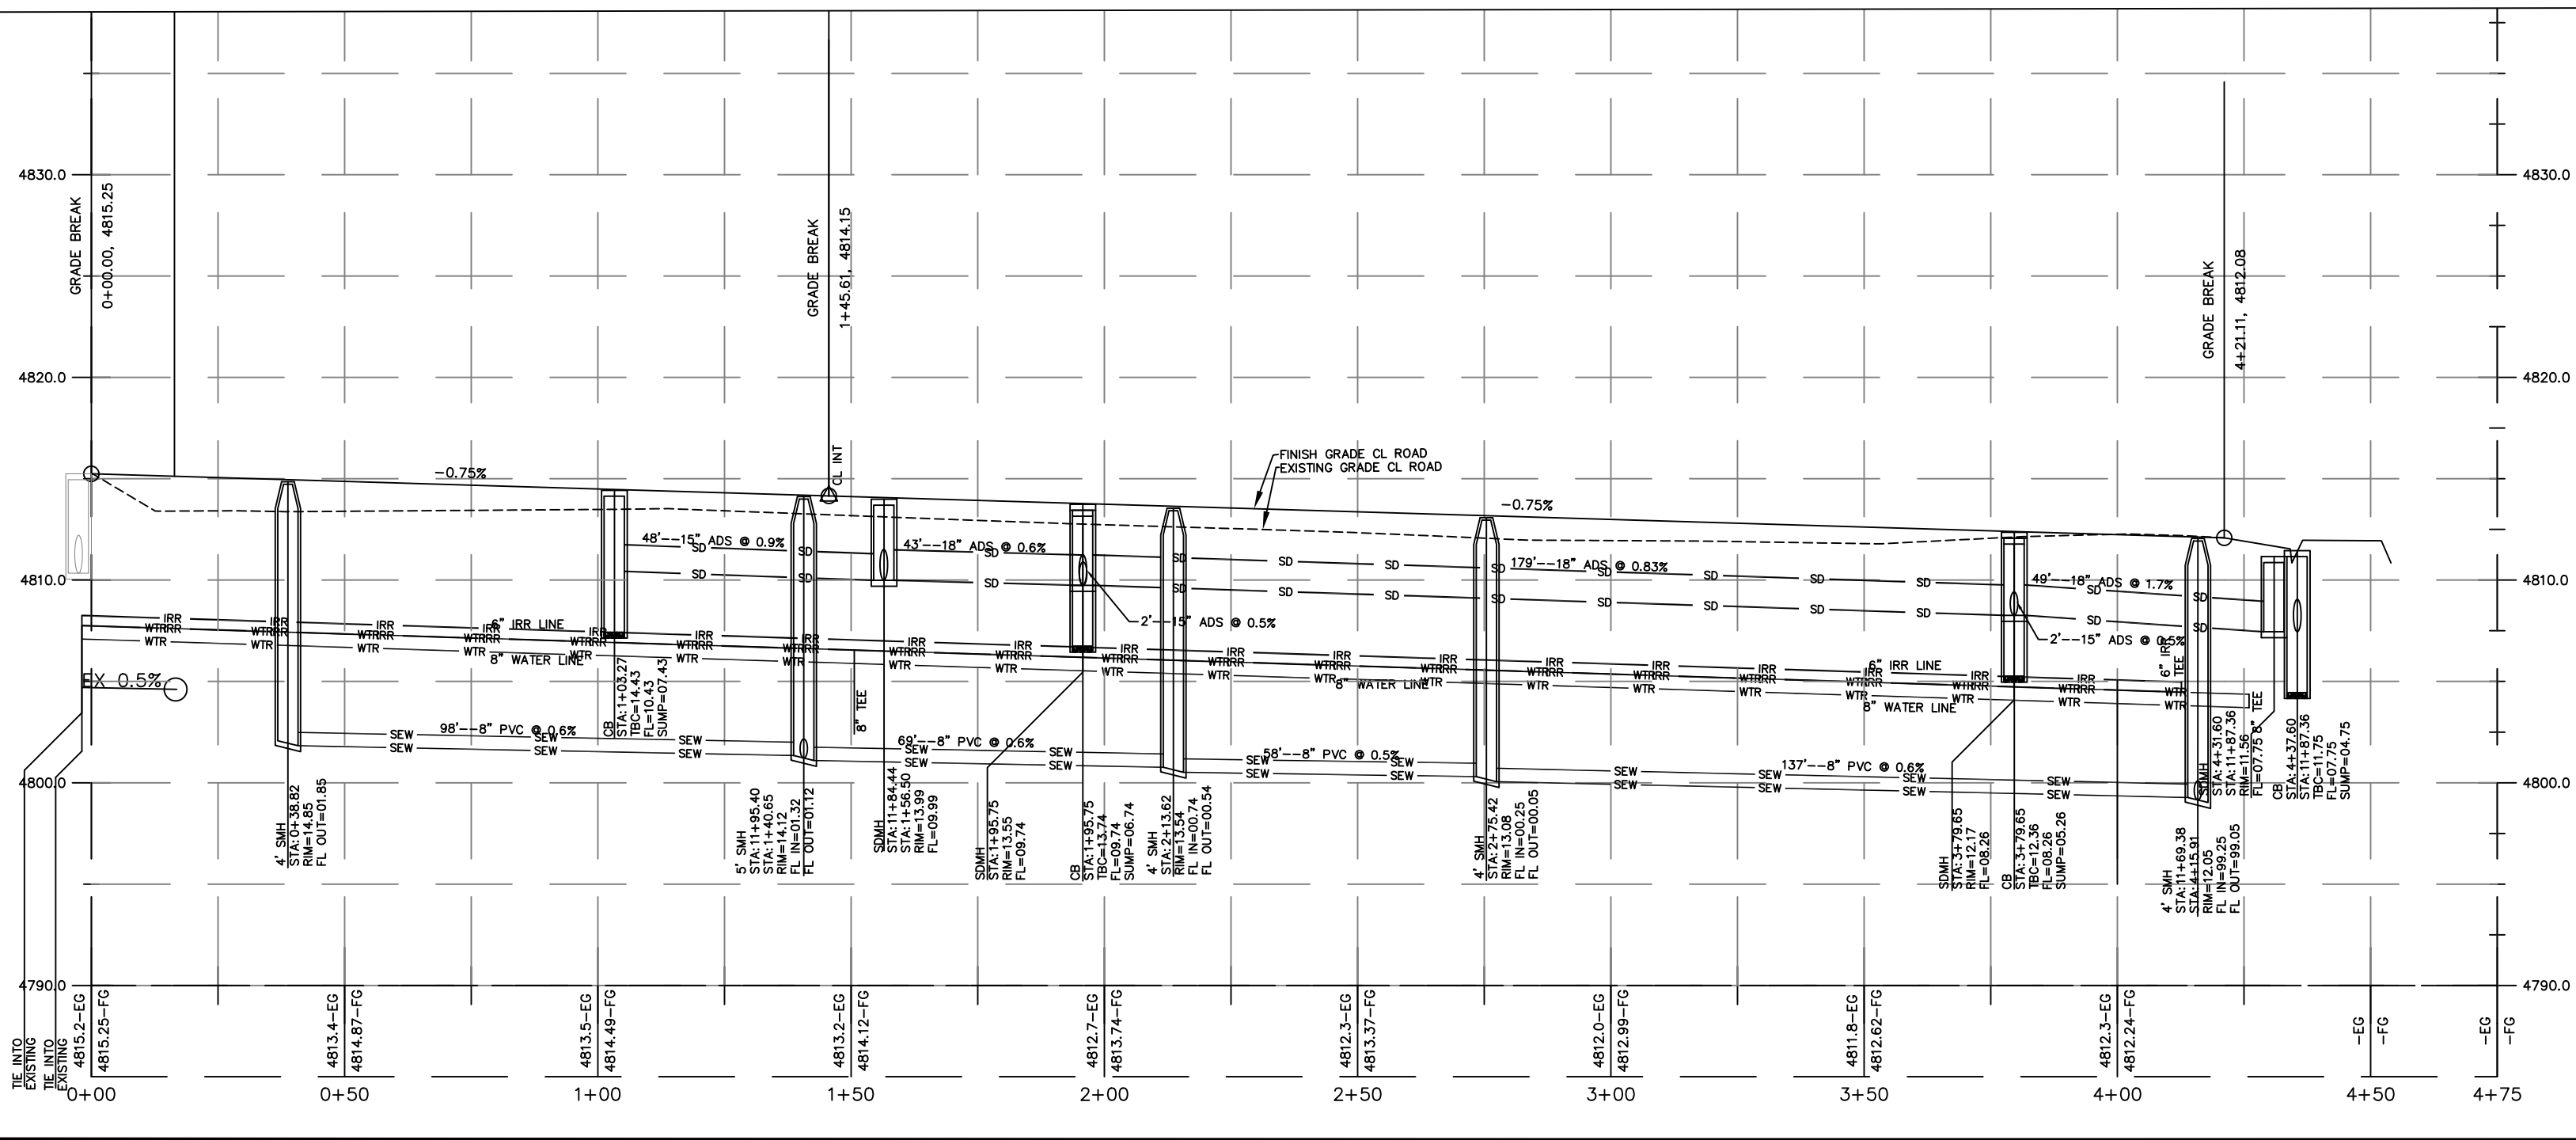 GRADE BREAK
0+00.00, 4815.25
GRADE BREAK
1+45.61, 4814.15
GRADE BREAK
4+21.11, 4812.08
4830.0
4830.0
4820.0
4820.0
4810.0
4810.0
4800.0
4800.0
4790.0
4790.0
-0.75%
CL INT
FINISH GRADE CL ROAD
EXISTING GRADE CL ROAD
-0.75%
48'--15" ADS @ 0.9%
43'--18" ADS @ 0.6%
179'--18" ADS @ 0.83%
49'--18" ADS @ 1.7%
2'--15" ADS @ 0.5%
2'--15" ADS @ 0.5%
6" IRR LINE
8" WATER LINE
8" WATER LINE
6" IRR LINE
8" WATER LINE
6" IRR
TEE
8" TEE
8" TEE
EX 0.5%
98'--8" PVC @ 0.6%
69'--8" PVC @ 0.6%
58'--8" PVC @ 0.5%
137'--8" PVC @ 0.6%
4' SMH
STA:0+38.82
RIM=14.85
FL OUT=01.85
CB
STA:1+03.27
TBC=14.43
FL=10.43
SUMP=07.43
5' SMH
STA:11+95.40
STA:1+40.65
RIM=14.12
FL IN=01.32
FL OUT=01.12
SDMH
STA:11+84.44
STA:1+56.50
RIM=13.99
FL=09.99
SDMH
STA:1+95.75
RIM=13.55
FL=09.74
CB
STA:1+95.75
TBC=13.74
FL=09.74
SUMP=06.74
4' SMH
STA:2+13.62
RIM=13.54
FL IN=00.74
FL OUT=00.54
4' SMH
STA:2+75.42
RIM=13.08
FL IN=00.25
FL OUT=00.05
SDMH
STA:3+79.65
RIM=12.17
FL=08.26
CB
STA:3+79.65
TBC=12.36
FL=08.26
SUMP=05.26
4' SMH
STA:11+69.38
STA:4+15.91
RIM=12.05
FL IN=99.25
FL OUT=99.05
SDMH
STA:4+31.60
STA:11+87.36
RIM=11.56
FL=07.75
CB
STA:4+37.60
STA:11+87.36
TBC=11.75
FL=07.75
SUMP=04.75
TIE INTO
EXISTING
TIE INTO
EXISTING
4815.2-EG
4815.25-FG
4813.4-EG
4814.87-FG
4813.5-EG
4814.49-FG
4813.2-EG
4814.12-FG
4812.7-EG
4813.74-FG
4812.3-EG
4813.37-FG
4812.0-EG
4812.99-FG
4811.8-EG
4812.62-FG
4812.3-EG
4812.24-FG
-EG
-FG
-EG
-FG
0+00
0+50
1+00
1+50
2+00
2+50
3+00
3+50
4+00
4+50
4+75